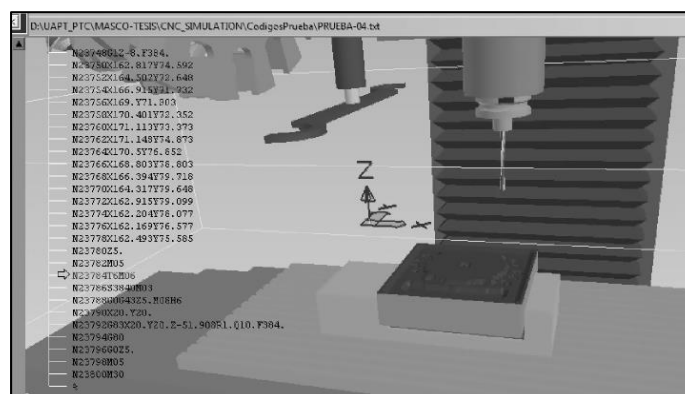 D:\UAPT_PTC\MASCO-TESIS\CNC_SIMULATION\CodigosPrueba\PRUEBA-04.txt
N23748G1Z-8.F384.
N23750X162.817Y74.592
N23752X164.502Y72.648
N23754X166.915Y71.732
N23756X169.Y71.803
N23758X170.401Y72.352
N23760X171.113Y73.373
N23762X171.148Y74.873
N23764X170.5Y76.852
N23766X168.803Y78.803
N23768X166.394Y79.718
N23770X164.317Y79.648
N23772X162.915Y79.099
N23774X162.204Y78.077
N23776X162.169Y76.577
N23778X162.493Y75.585
N23780Z5.
N23782M05
N23784T6M06
N23786S3840M03
N23788G0G43Z5.M08H6
N23790X20.Y20.
N23792G83X20.Y20.Z-51.908R1.Q10.F384.
N23794G80
N23796G0Z5.
N23798M05
N23800M30
%
Z